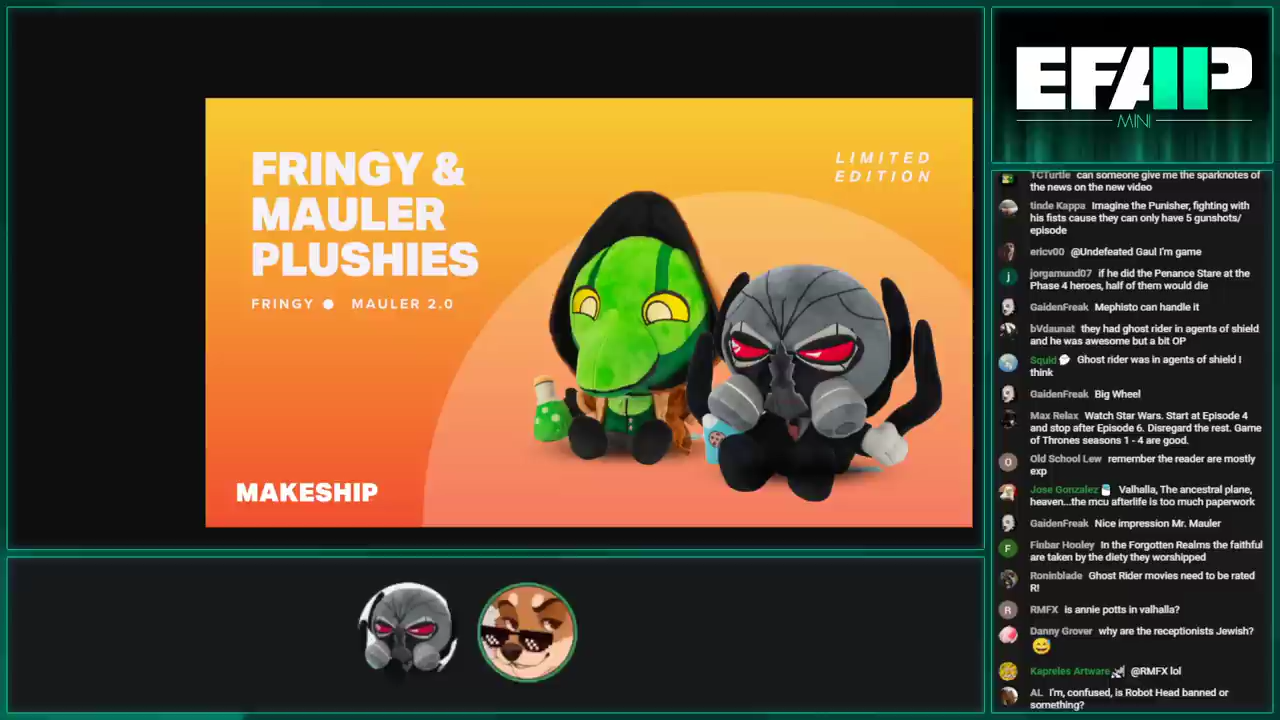 FRINGY &
MAULER
PLUSHIES
FRINGY ● MAULER 2.0
LIMITED
EDITION
MAKESHIP
EFAP
MINI
TCTurtle can someone give me the sparknotes of
the news on the new video
tinde Kappa Imagine the Punisher, fighting with
his fists cause they can only have 5 gunshots/
episode
ericv00 @Undefeated Gaul I'm game
jorgamund07 if he did the Penance Stare at the
Phase 4 heroes, half of them would die
GaidenFreak Mephisto can handle it
bVdaunat they had ghost rider in agents of shield
and he was awesome but a bit OP
Squid Ghost rider was in agents of shield I
think
GaidenFreak Big Wheel
Max Relax Watch Star Wars. Start at Episode 4
and stop after Episode 6. Disregard the rest. Game
of Thrones seasons 1 - 4 are good.
Old School Lew remember the reader are mostly
exp
Jose Gonzalez Valhalla, The ancestral plane,
heaven...the mcu afterlife is too much paperwork
GaidenFreak Nice impression Mr. Mauler
Finbar Hooley In the Forgotten Realms the faithful
are taken by the diety they worshipped
Roninblade Ghost Rider movies need to be rated
R!
RMFX is annie potts in valhalla?
Danny Grover why are the receptionists Jewish?
😅
Kapreles Artware @RMFX lol
AL I'm, confused, is Robot Head banned or
something?